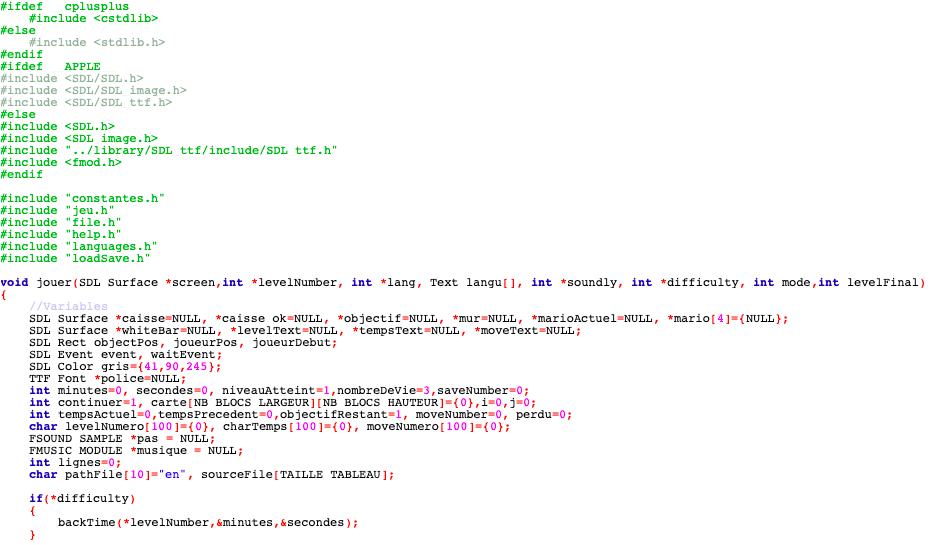 #ifdef   cplusplus
    #include <cstdlib>
#else
    #include <stdlib.h>
#endif
#ifdef   APPLE
#include <SDL/SDL.h>
#include <SDL/SDL image.h>
#include <SDL/SDL ttf.h>
#else
#include <SDL.h>
#include <SDL image.h>
#include "../library/SDL ttf/include/SDL ttf.h"
#include <fmod.h>
#endif

#include "constantes.h"
#include "jeu.h"
#include "file.h"
#include "help.h"
#include "languages.h"
#include "loadSave.h"

void jouer(SDL Surface *screen,int *levelNumber, int *lang, Text langu[], int *soundly, int *difficulty, int mode,int levelFinal)
{
    //Variables
    SDL Surface *caisse=NULL, *caisse ok=NULL, *objectif=NULL, *mur=NULL, *marioActuel=NULL, *mario[4]={NULL};
    SDL Surface *whiteBar=NULL, *levelText=NULL, *tempsText=NULL, *moveText=NULL;
    SDL Rect objectPos, joueurPos, joueurDebut;
    SDL Event event, waitEvent;
    SDL Color gris={41,90,245};
    TTF Font *police=NULL;
    int minutes=0, secondes=0, niveauAtteint=1,nombreDeVie=3,saveNumber=0;
    int continuer=1, carte[NB BLOCS LARGEUR][NB BLOCS HAUTEUR]={0},i=0,j=0;
    int tempsActuel=0,tempsPrecedent=0,objectifRestant=1, moveNumber=0, perdu=0;
    char levelNumero[100]={0}, charTemps[100]={0}, moveNumero[100]={0};
    FSOUND SAMPLE *pas = NULL;
    FMUSIC MODULE *musique = NULL;
    int lignes=0;
    char pathFile[10]="en", sourceFile[TAILLE TABLEAU];

    if(*difficulty)
    {
        backTime(*levelNumber,&minutes,&secondes);
    }